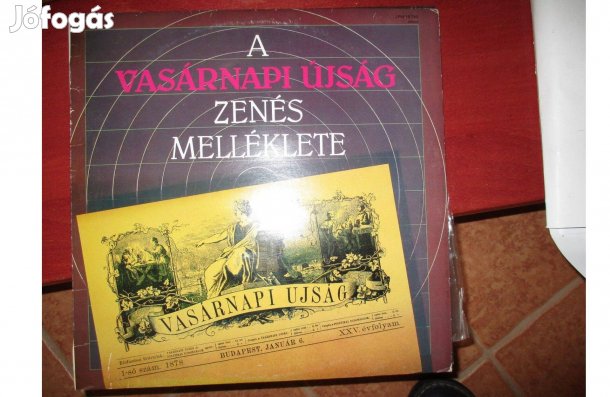 Jófogás
A
VASÁRNAPI ÚJSÁG
ZENÉS
MELLÉKLETE
VASÁRNAPI UJSÁG
1-ső szám. 1878
BUDAPEST, JANUÁR 6.
XXV. évfolyam.